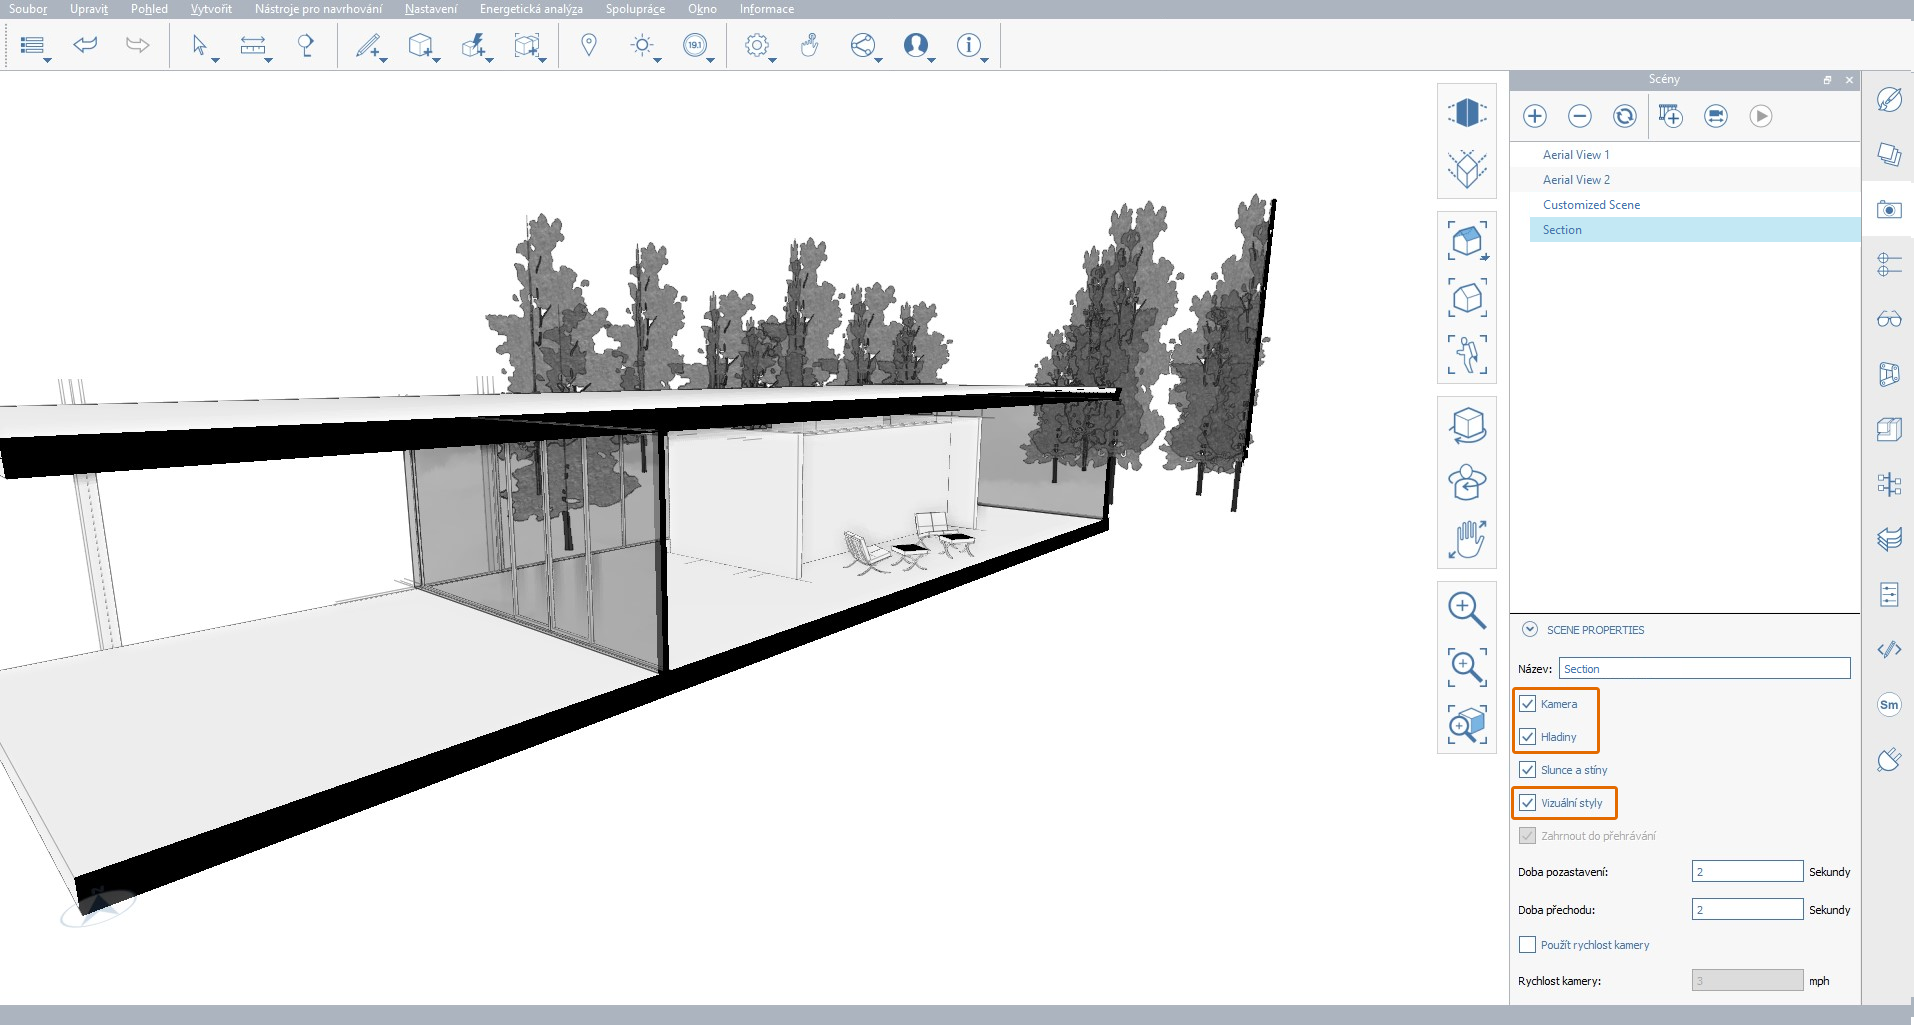 Soubor Upravit Pohled Vytvořit Nástroje pro navrhování Nastavení Energetická analýza Spolupráce Okno Informace
19.1
Scény
Aerial View 1
Aerial View 2
Customized Scene
Section
SCENE PROPERTIES
Název: Section
Kamera
Hladiny
Slunce a stíny
Vizuální styly
Zahrnout do přehrávání
Doba pozastavení: 2 Sekundy
Doba přechodu: 2 Sekundy
Použít rychlost kamery
Rychlost kamery: 3 mph
Sm